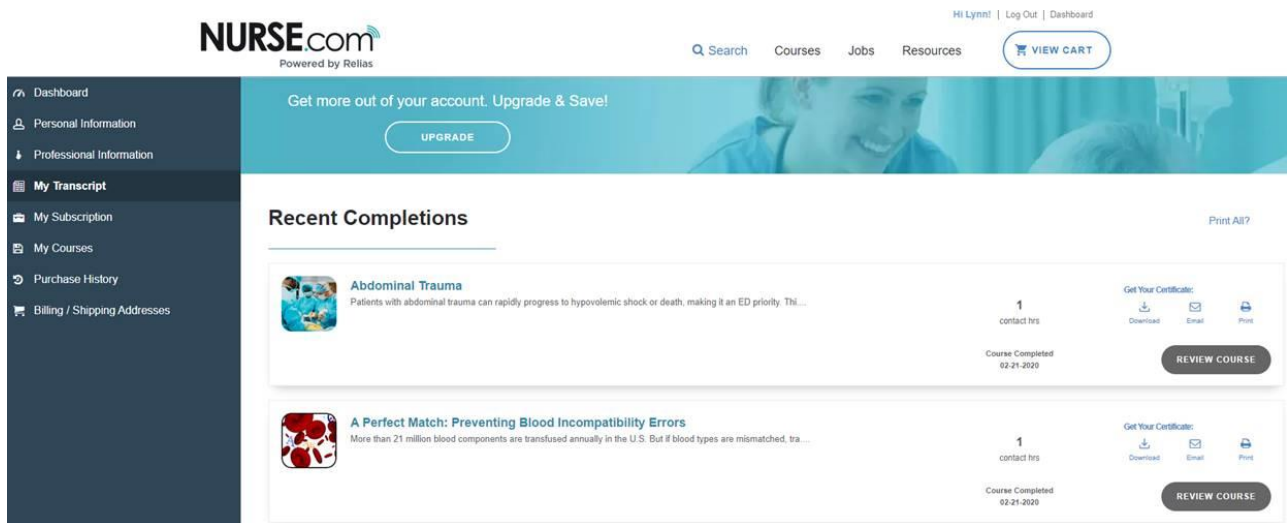 Hi Lynn! | Log Out | Dashboard
NURSE.com
Powered by Relias
Search Courses Jobs Resources VIEW CART
Dashboard
Personal Information
Professional Information
My Transcript
My Subscription
My Courses
Purchase History
Billing / Shipping Addresses
Get more out of your account. Upgrade & Save!
UPGRADE
Recent Completions
Print All?
Abdominal Trauma
Patients with abdominal trauma can rapidly progress to hypovolemic shock or death, making it an ED priority. Thi....
1
contact hrs
Get Your Certificate:
Download Email Print
Course Completed
02-21-2020
REVIEW COURSE
A Perfect Match: Preventing Blood Incompatibility Errors
More than 21 million blood components are transfused annually in the U.S. But if blood types are mismatched, tra....
1
contact hrs
Get Your Certificate:
Download Email Print
Course Completed
02-21-2020
REVIEW COURSE